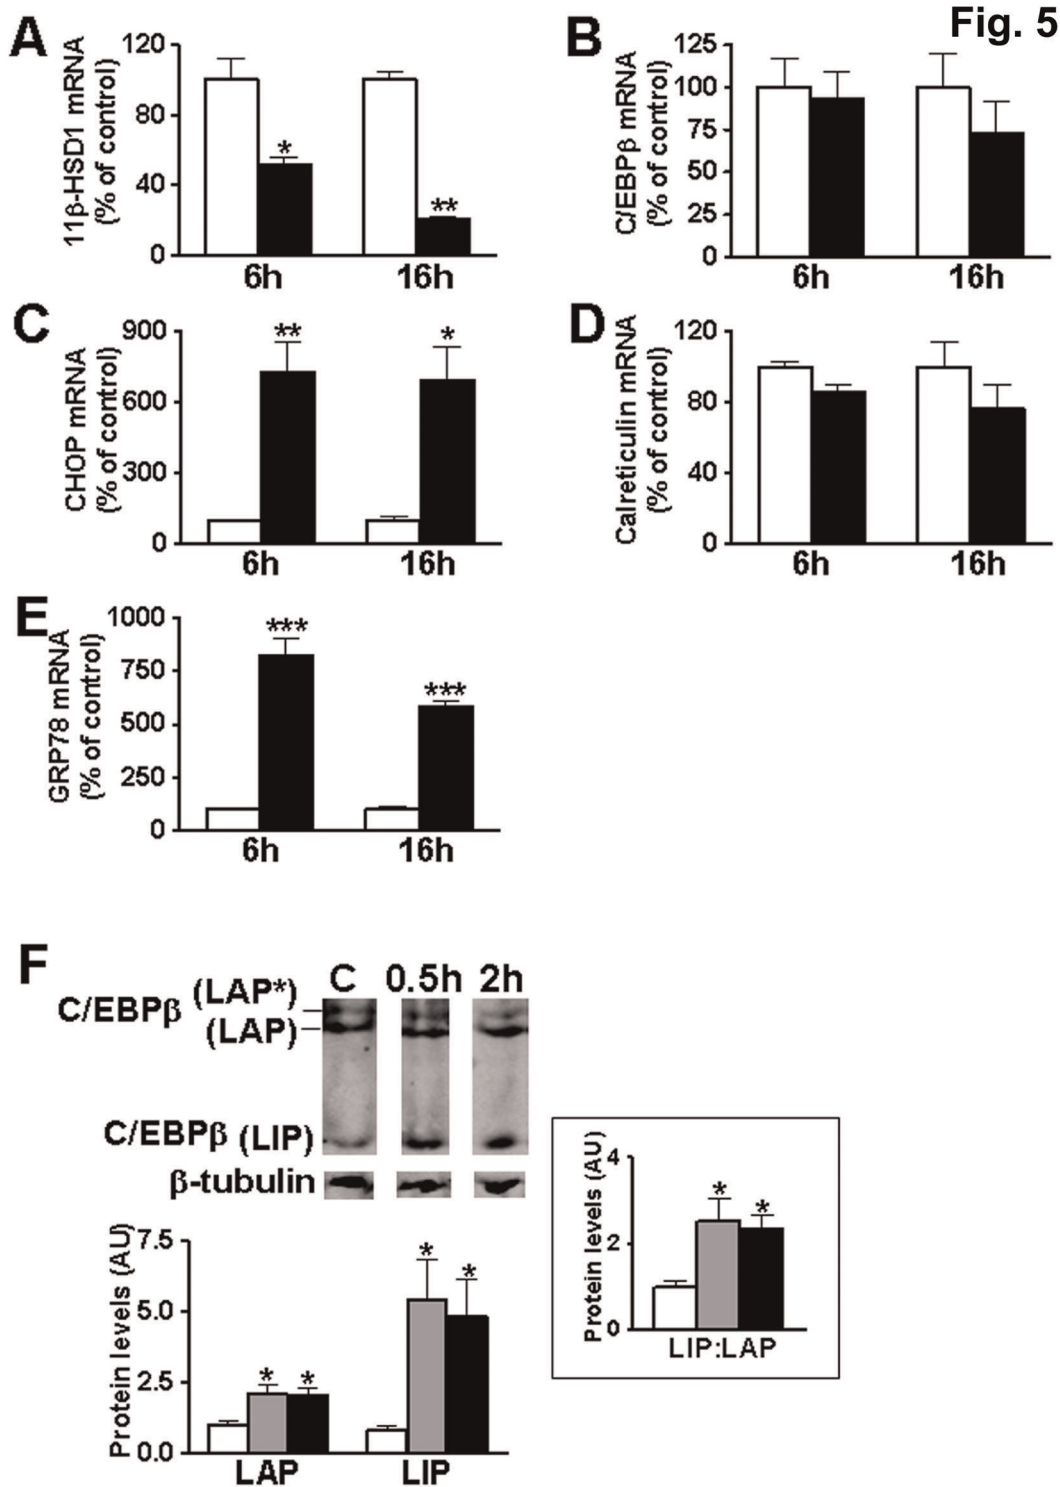 Fig. 5
A
11β-HSD1 mRNA
(% of control)
120
80
40
0
*
**
6h
16h
B
C/EBPβ mRNA
(% of control)
125
100
75
50
25
0
6h
16h
C
CHOP mRNA
(% of control)
900
600
300
0
**
*
6h
16h
D
Calreticulin mRNA
(% of control)
120
80
40
0
6h
16h
E
GRP78 mRNA
(% of control)
1000
750
500
250
0
***
***
6h
16h
F
C 0.5h 2h
C/EBPβ (LAP*)
(LAP)
C/EBPβ (LIP)
β-tubulin
Protein levels (AU)
7.5
5.0
2.5
0.0
* *
* *
LAP
LIP
Protein levels (AU)
4
2
0
* *
LIP:LAP